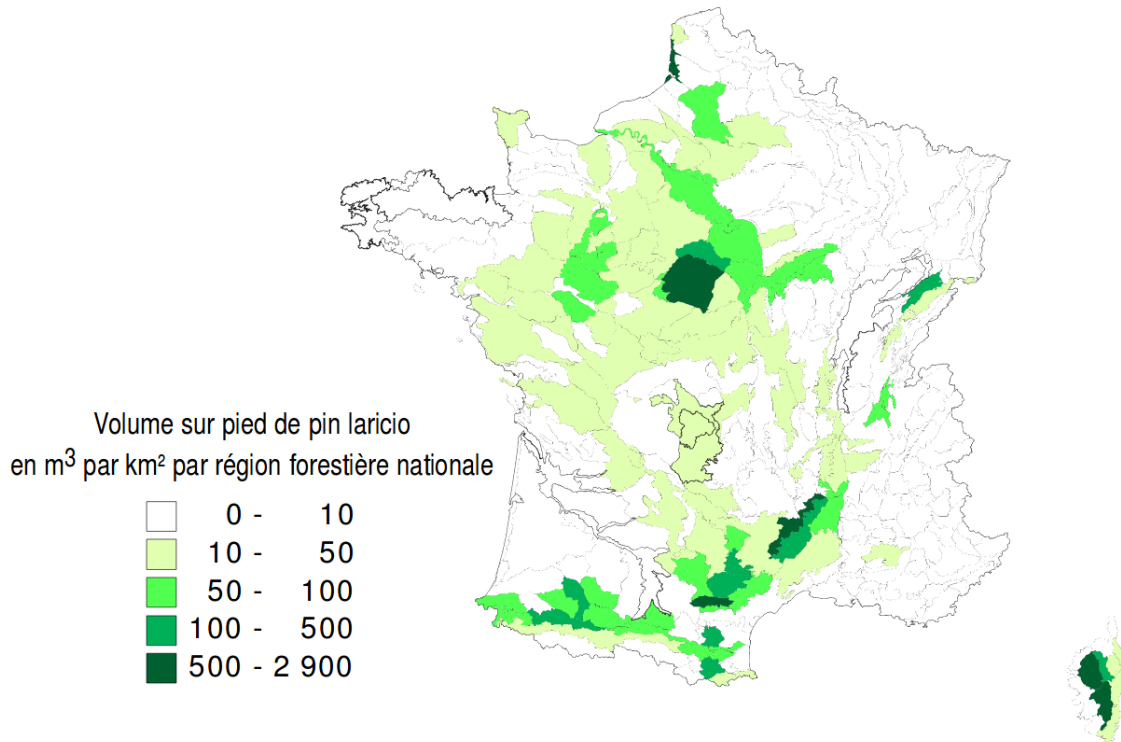 Volume sur pied de pin laricio
en m³ par km² par région forestière nationale
0 - 10
10 - 50
50 - 100
100 - 500
500 - 2 900